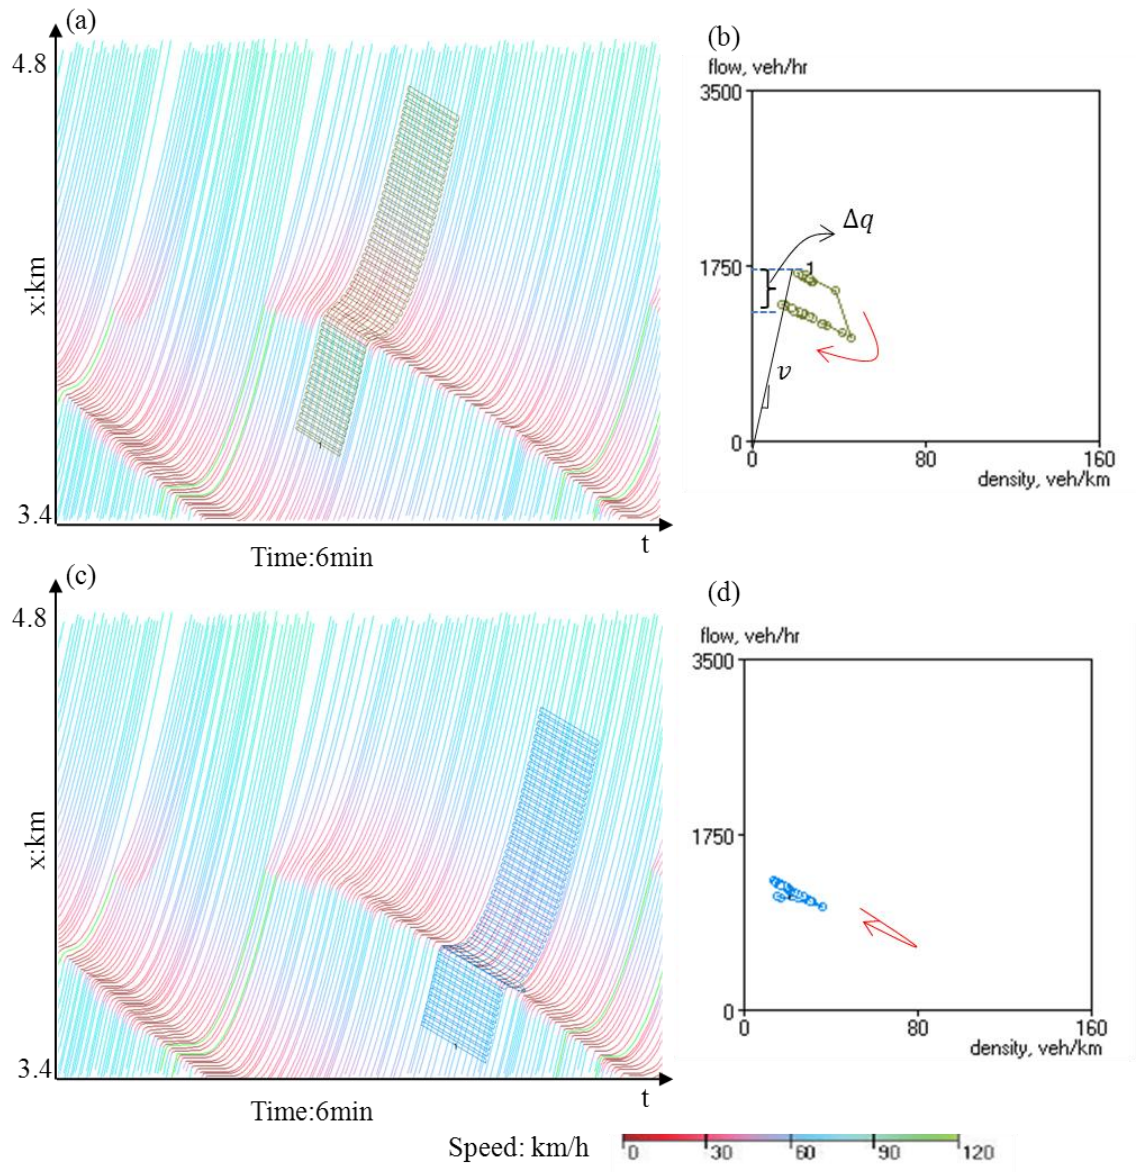 (a)
4.8
x:km
3.4
Time:6min
t
(b)
flow, veh/hr
3500
Δq
1750
1
v
0
0 80 160
density, veh/km
1
(c)
4.8
x:km
3.4
Time:6min
t
1
(d)
flow, veh/hr
3500
1750
0
0 80 160
density, veh/km
Speed: km/h
0 30 60 90 120